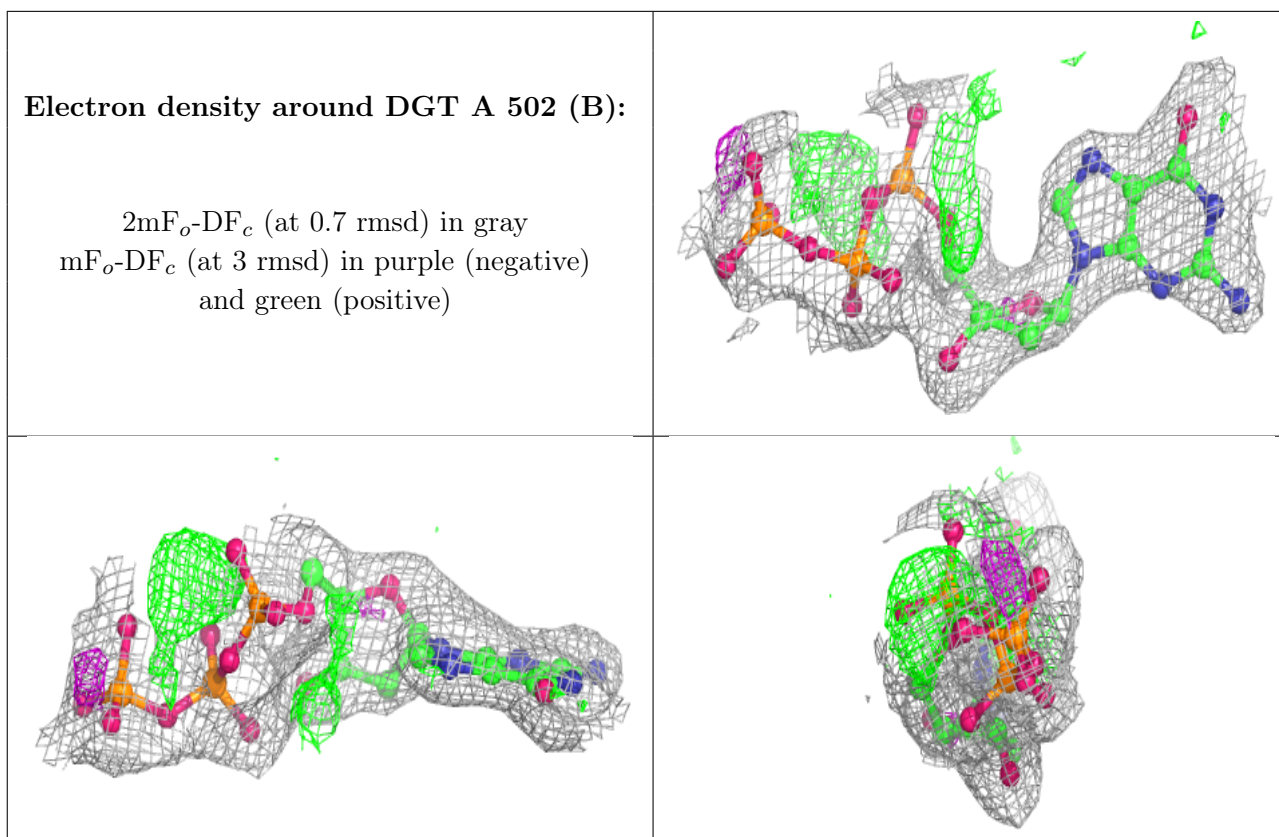 Electron density around DGT A 502 (B):
2mFo-DFc (at 0.7 rmsd) in gray
mFo-DFc (at 3 rmsd) in purple (negative)
and green (positive)